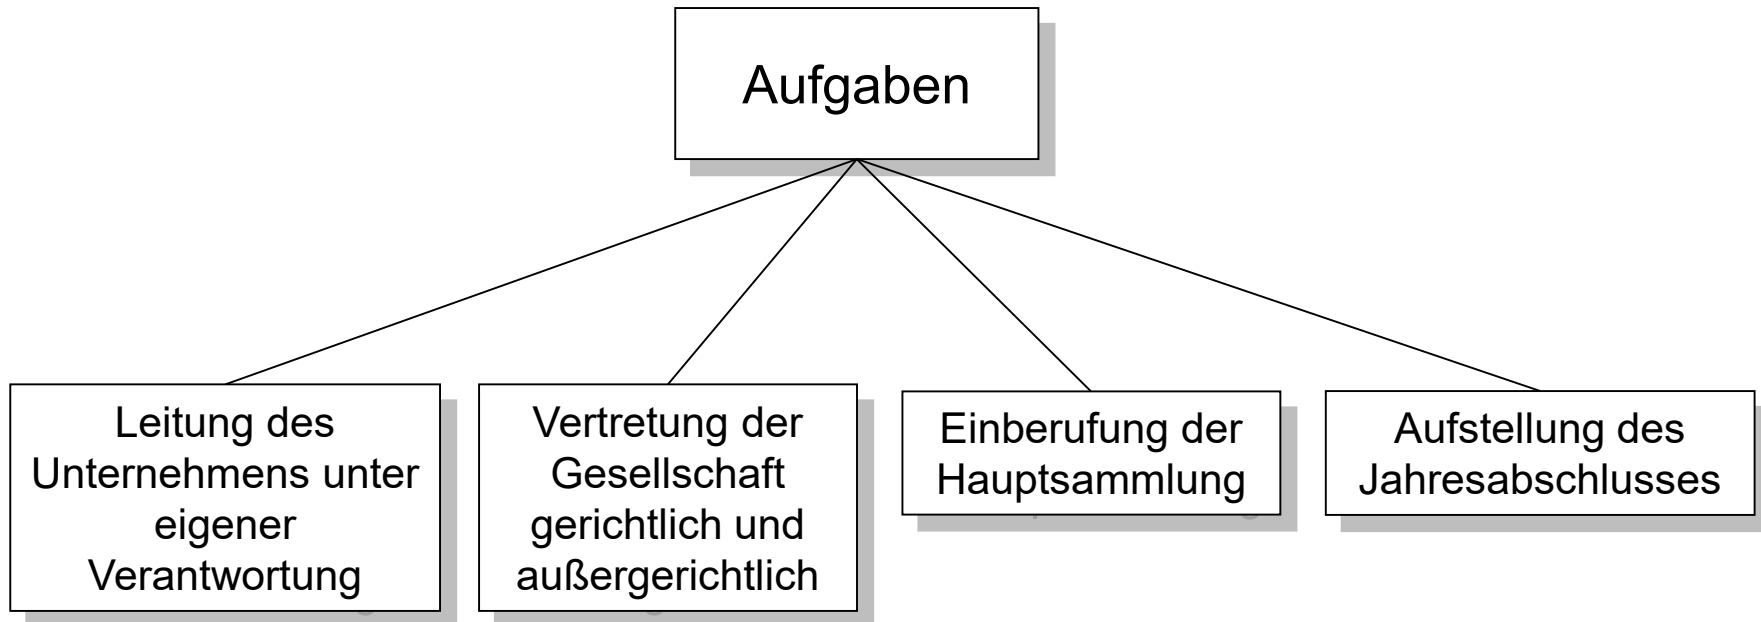 Aufgaben
Leitung des
Unternehmens unter
eigener
Verantwortung
Vertretung der
Gesellschaft
gerichtlich und
außergerichtlich
Einberufung der
Hauptsammlung
Aufstellung des
Jahresabschlusses